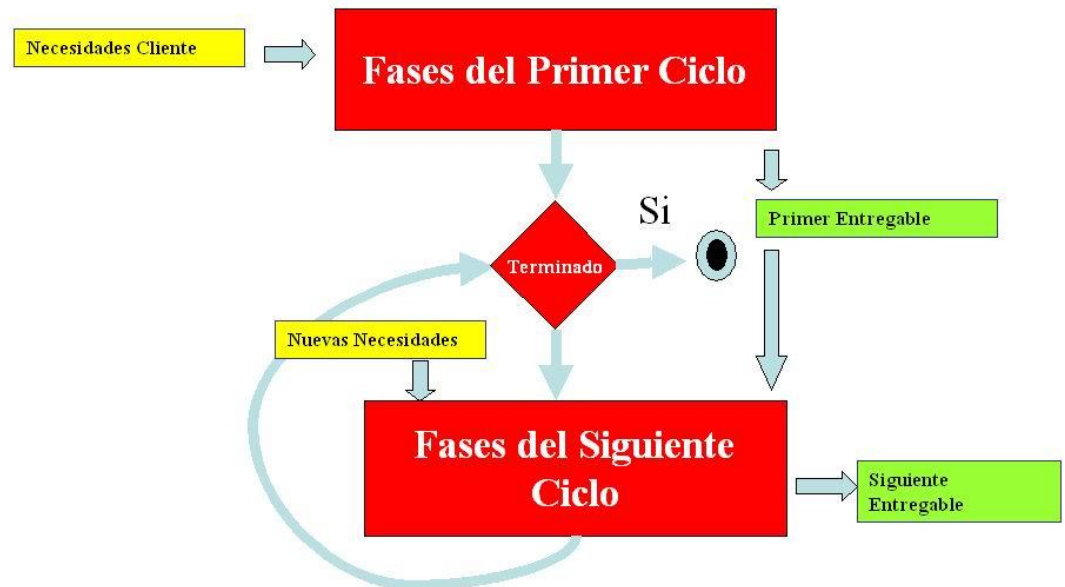 Necesidades Cliente
Fases del Primer Ciclo
Si
Primer Entregable
Terminado
Nuevas Necesidades
Fases del Siguiente
Ciclo
Siguiente
Entregable